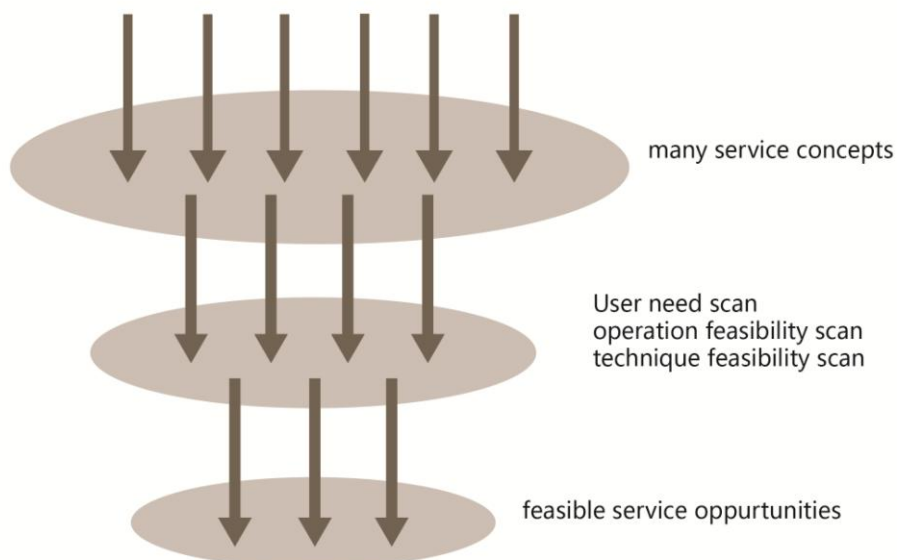 many service concepts
User need scan
operation feasibility scan
technique feasibility scan
feasible service oppurtunities